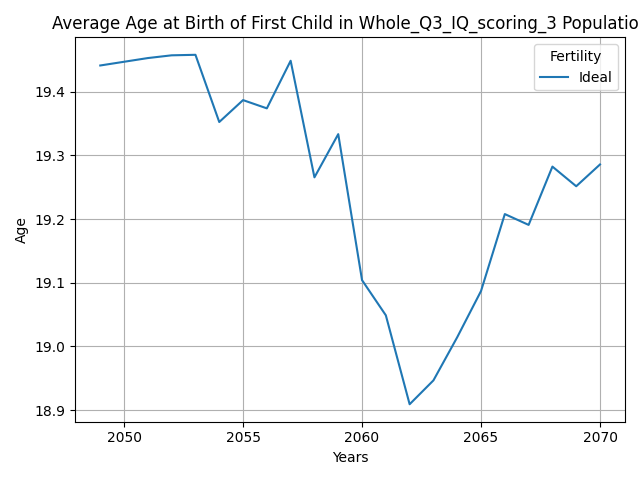 Average Age at Birth of First Child in Whole_Q3_IQ_scoring_3 Populatio
Fertility
Ideal
19.4
19.3
19.2
19.1
19.0
18.9
Age
2050 2055 2060 2065 2070
Years